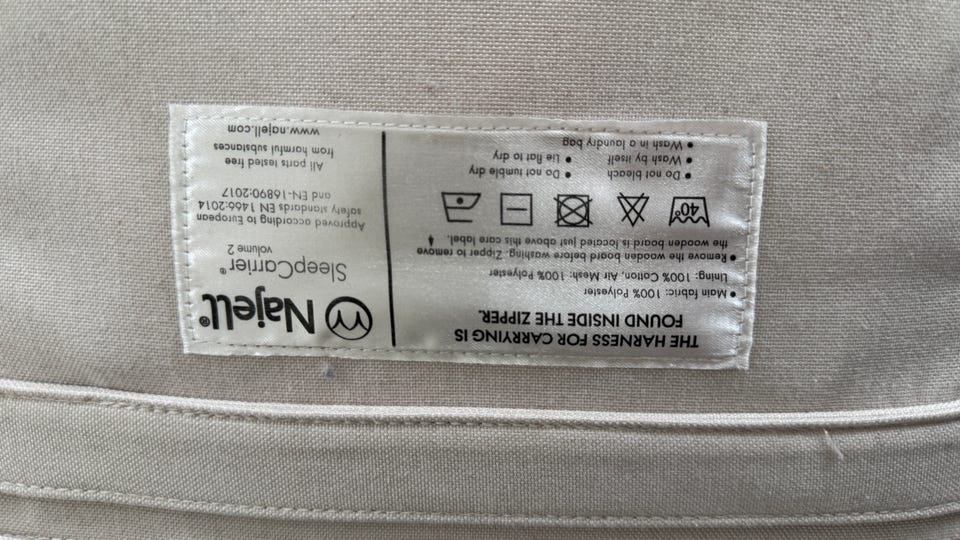 THE HARNESS FOR CARRYING IS
FOUND INSIDE THE ZIPPER.
• Main fabric: 100% Polyester
Lining: 100% Cotton, Air Mesh: 100% Polyester
• Remove the wooden board before washing. Zipper to remove
the wooden board is located just above this care label.
40°
• Do not bleach
• Wash by itself
• Wash in a laundry bag
• Do not tumble dry
• Lie flat to dry
Najell®
SleepCarrier®
volume 2
Approved according to European
safety standards EN 1466:2014
and EN-16890:2017
All parts tested free
from harmful substances
www.najell.com